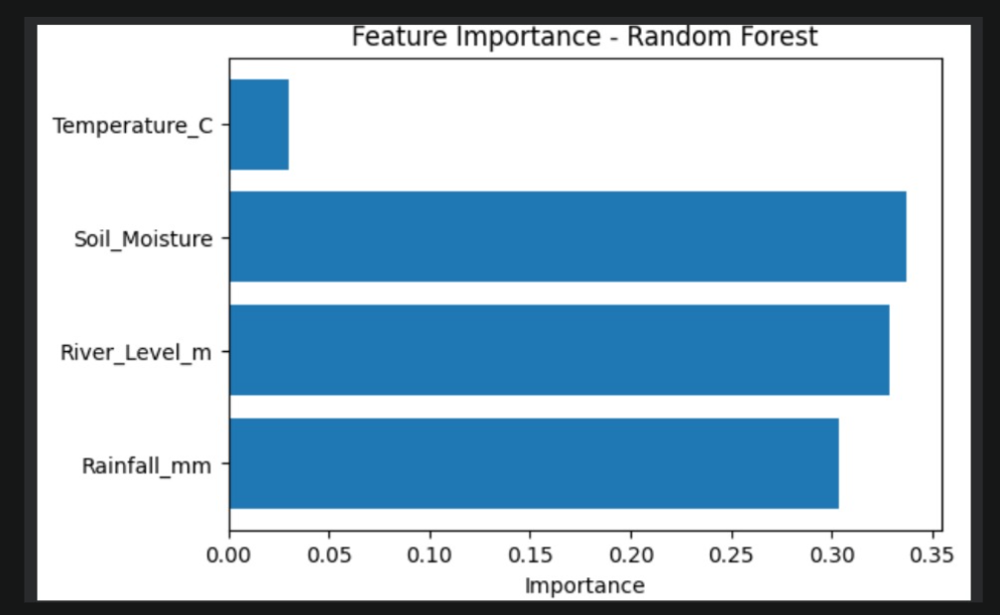 Feature Importance - Random Forest
Temperature_C
Soil_Moisture
River_Level_m
Rainfall_mm
0.00 0.05 0.10 0.15 0.20 0.25 0.30 0.35
Importance